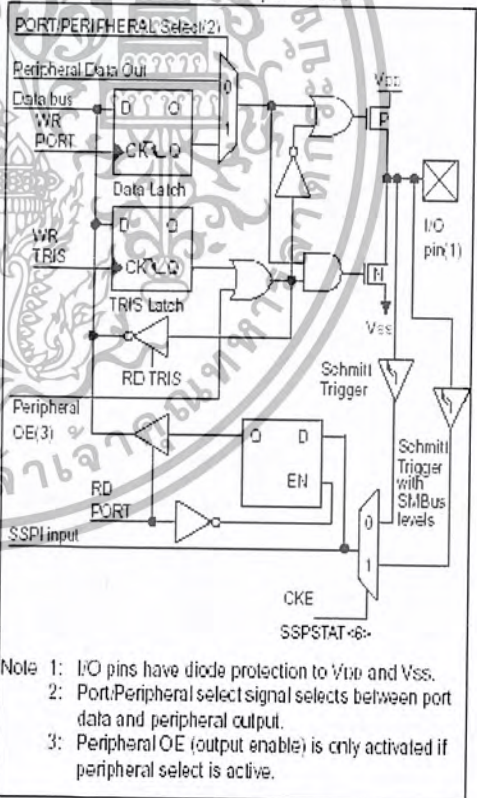 PORT/PERIPHERAL Select(2)
Peripheral Data Out
Data bus
WR
PORT
D Q
CK Q
Data Latch
0
1
VDD
P
I/O
pin(1)
WR
TRIS
D Q
CK Q
TRIS Latch
N
VSS
RD TRIS
Schmitt
Trigger
Peripheral
OE(3)
Q D
EN
Schmitt
Trigger
with
SMBus
levels
RD
PORT
SSPI input
0
1
CKE
SSPSTAT<6>
Note 1: I/O pins have diode protection to VDD and VSS.
2: Port/Peripheral select signal selects between port
data and peripheral output.
3: Peripheral OE (output enable) is only activated if
peripheral select is active.